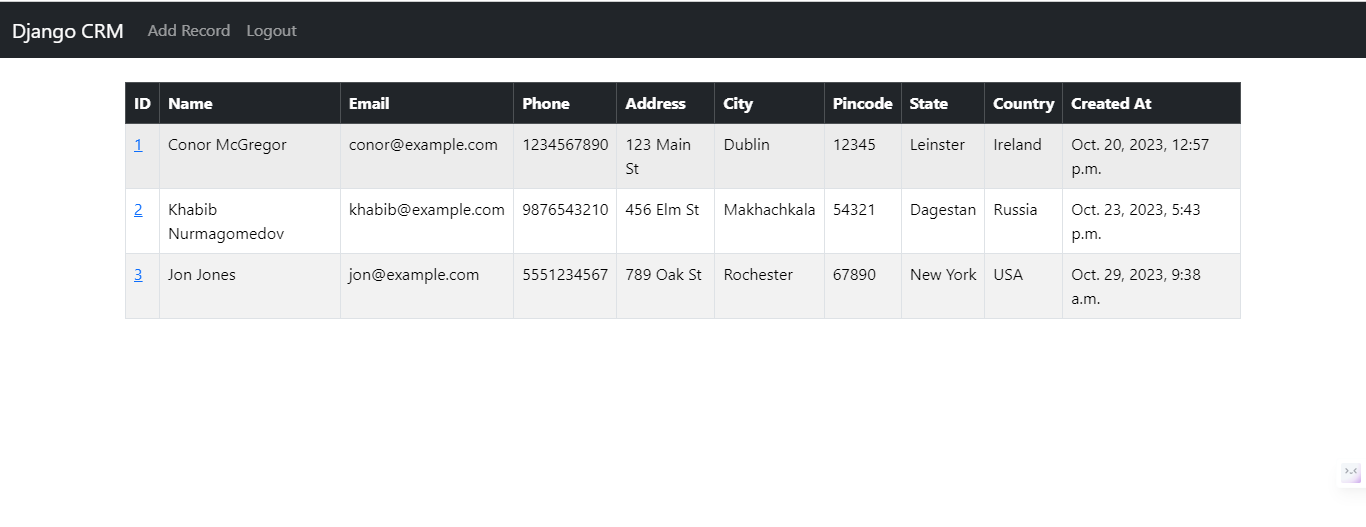 Django CRM Add Record Logout
ID Name Email Phone Address City Pincode State Country Created At
1 Conor McGregor conor@example.com 1234567890 123 Main Dublin 12345 Leinster Ireland Oct. 20, 2023, 12:57
St p.m.
2 Khabib khabib@example.com 9876543210 456 Elm St Makhachkala 54321 Dagestan Russia Oct. 23, 2023, 5:43
Nurmagomedov p.m.
3 Jon Jones jon@example.com 5551234567 789 Oak St Rochester 67890 New York USA Oct. 29, 2023, 9:38
a.m.